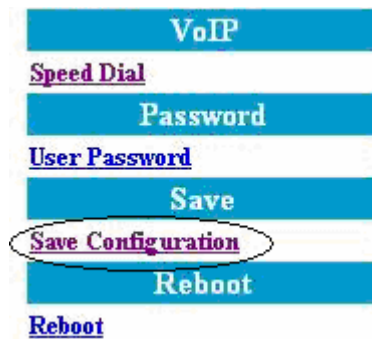 VoIP
Speed Dial
Password
User Password
Save
Save Configuration
Reboot
Reboot